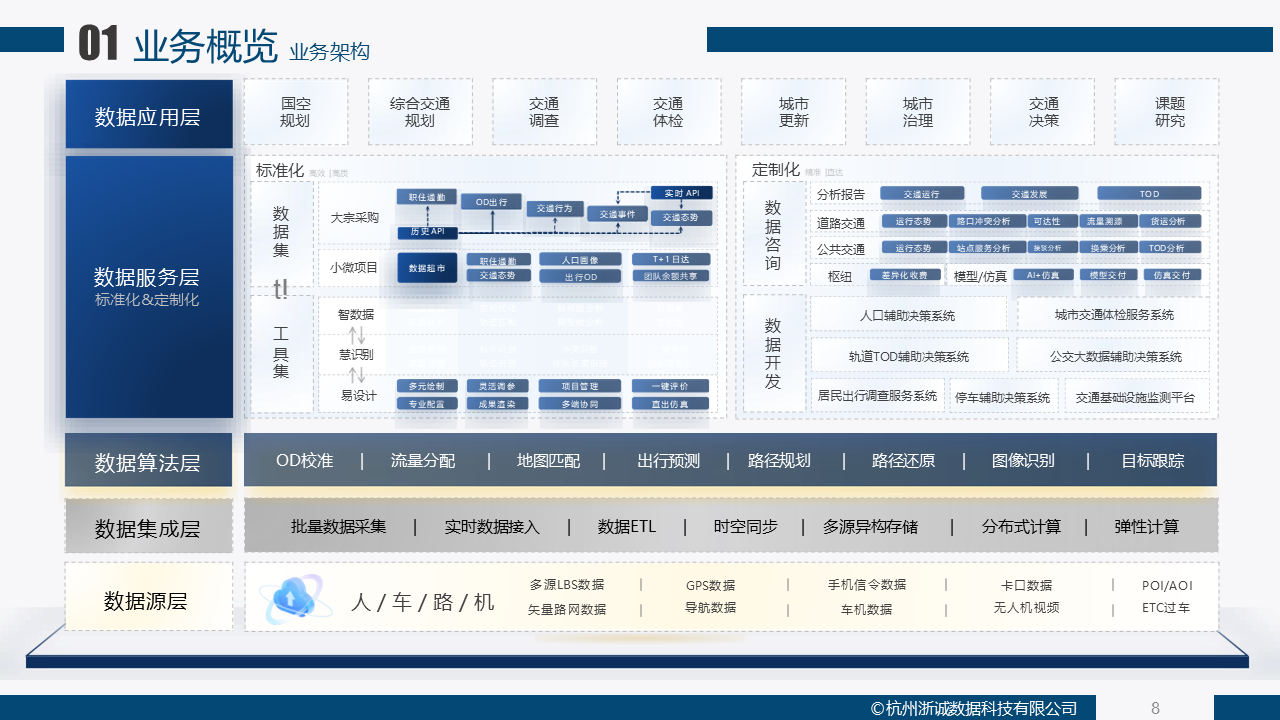 01 业务概览 业务架构
数据应用层
国空
规划
综合交通
规划
交通
调查
交通
体检
城市
更新
城市
治理
交通
决策
课题
研究
数据服务层
标准化&定制化
标准化 高效 |高质
数据集
大宗采购
职住通勤
OD出行
交通行为
交通事件
实时 API
交通态势
历史API
小微项目
数据超市
职住通勤
人口画像
T+1日达
交通态势
出行OD
团队余额共享
t!
工具集
智数据
慧识别
易设计
多元绘制
灵活调参
项目管理
一键评价
专业配置
成果渲染
多端协同
直出仿真
定制化 精准 |直达
数据咨询
分析报告
交通运行
交通发展
TOD
道路交通
运行态势
路口冲突分析
可达性
流量溯源
货运分析
公共交通
运行态势
站点服务分析
接驳分析
换乘分析
TOD分析
枢纽
差异化收费
模型/仿真
AI+仿真
模型交付
仿真交付
数据开发
人口辅助决策系统
城市交通体检服务系统
轨道TOD辅助决策系统
公交大数据辅助决策系统
居民出行调查服务系统
停车辅助决策系统
交通基础设施监测平台
数据算法层
OD校准 | 流量分配 | 地图匹配 | 出行预测 | 路径规划 | 路径还原 | 图像识别 | 目标跟踪
数据集成层
批量数据采集 | 实时数据接入 | 数据ETL | 时空同步 | 多源异构存储 | 分布式计算 | 弹性计算
数据源层
人 / 车 / 路 / 机
多源LBS数据 | GPS数据 | 手机信令数据 | 卡口数据 | POI/AOI
矢量路网数据 | 导航数据 | 车机数据 | 无人机视频 | ETC过车
©杭州浙诚数据科技有限公司
8